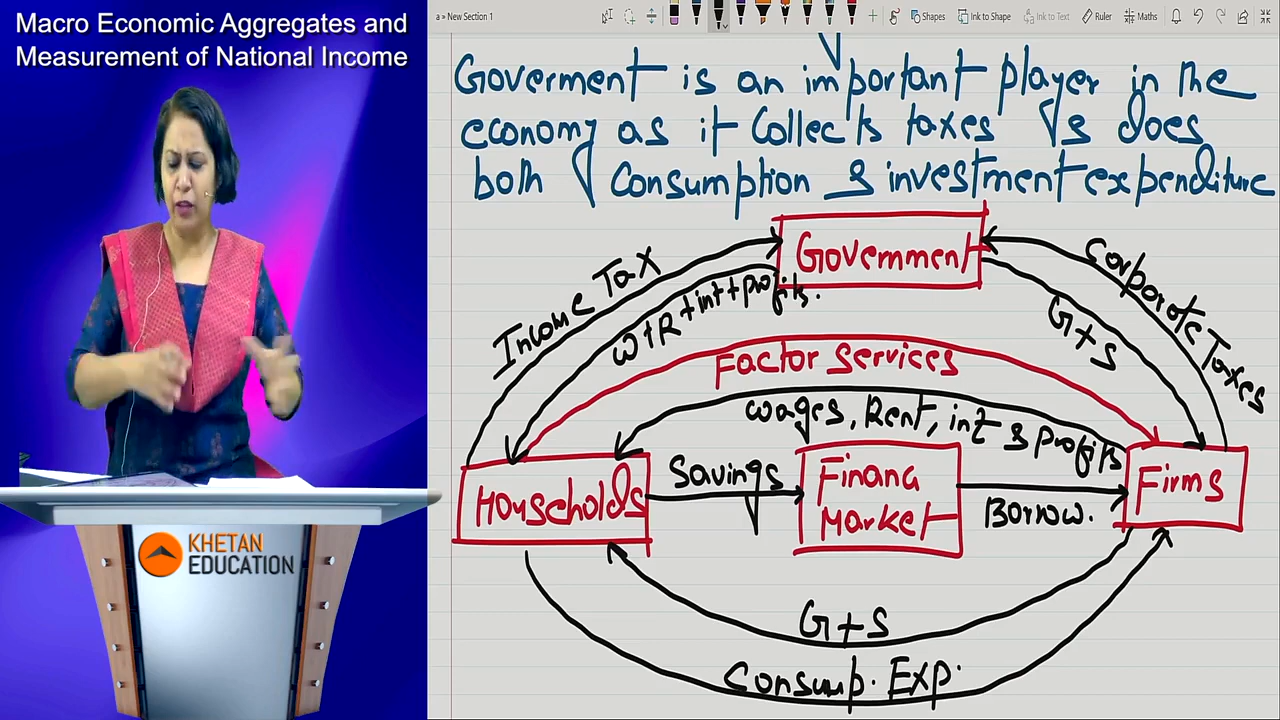 Macro Economic Aggregates and
Measurement of National Income
a » New Section 1
Shapes
Ink to Shape
Ink to Text
Ruler
Maths
Goverment is an important player in the
economy as it Collects taxes & does
both Consumption & investment expenditure
Government
Income Tax
W+R+int+profits.
Corporate Taxes
G+S
Factor Services
Wages, Rent, int & profits
Households
Savings
Financ
Market
Borrow.
Firms
G+S
Consump. Exp.
KHETAN
EDUCATION